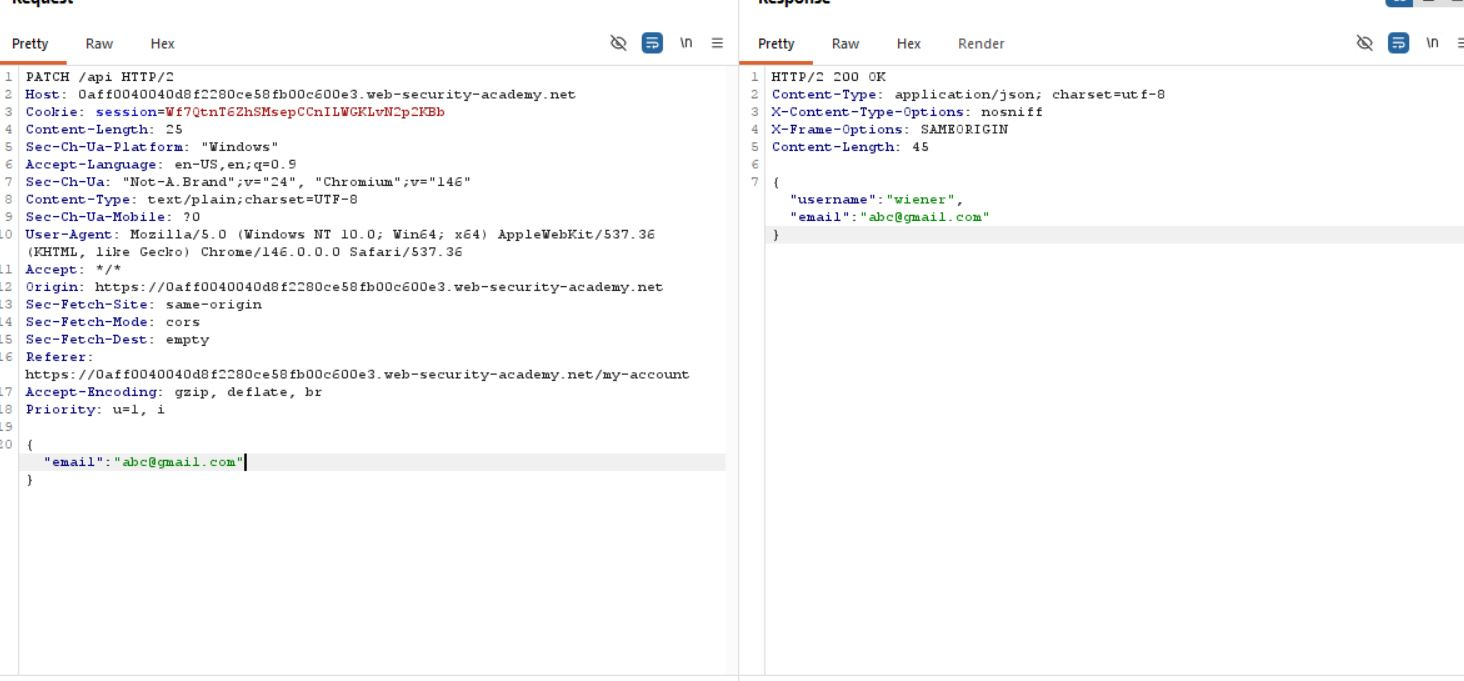 Request
Response
Pretty Raw Hex \n
Pretty Raw Hex Render \n
1 PATCH /api HTTP/2
2 Host: 0aff0040040d8f2280ce58fb00c600e3.web-security-academy.net
3 Cookie: session=Wf7QtnT6ZhSMsepCCnILWGKLvN2p2KBb
4 Content-Length: 25
5 Sec-Ch-Ua-Platform: "Windows"
6 Accept-Language: en-US,en;q=0.9
7 Sec-Ch-Ua: "Not-A.Brand";v="24", "Chromium";v="146"
8 Content-Type: text/plain;charset=UTF-8
9 Sec-Ch-Ua-Mobile: ?0
10 User-Agent: Mozilla/5.0 (Windows NT 10.0; Win64; x64) AppleWebKit/537.36
(KHTML, like Gecko) Chrome/146.0.0.0 Safari/537.36
11 Accept: */*
12 Origin: https://0aff0040040d8f2280ce58fb00c600e3.web-security-academy.net
13 Sec-Fetch-Site: same-origin
14 Sec-Fetch-Mode: cors
15 Sec-Fetch-Dest: empty
16 Referer:
https://0aff0040040d8f2280ce58fb00c600e3.web-security-academy.net/my-account
17 Accept-Encoding: gzip, deflate, br
18 Priority: u=1, i
19
20 {
"email":"abc@gmail.com"
}
1 HTTP/2 200 OK
2 Content-Type: application/json; charset=utf-8
3 X-Content-Type-Options: nosniff
4 X-Frame-Options: SAMEORIGIN
5 Content-Length: 45
6
7 {
"username":"wiener",
"email":"abc@gmail.com"
}